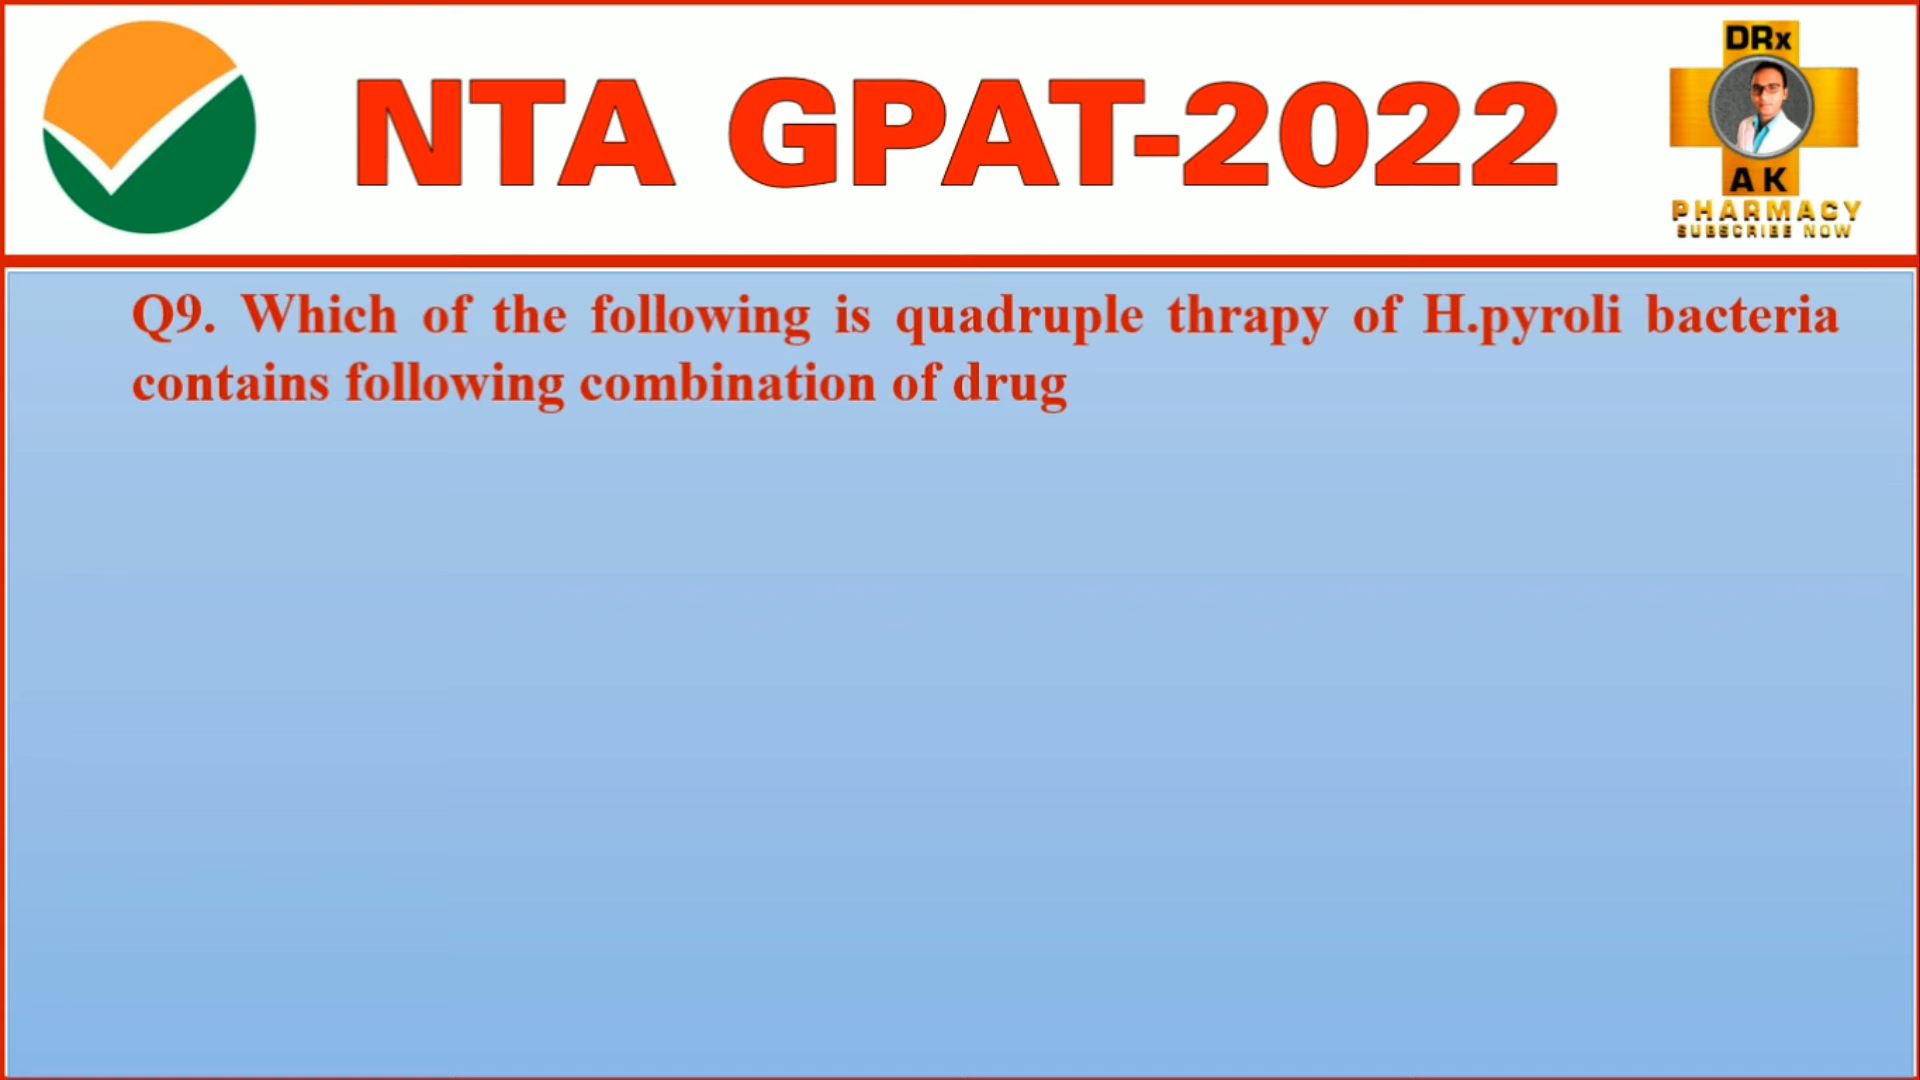 NTA GPAT-2022
DRx
AK
PHARMACY
SUBSCRIBE NOW
Q9. Which of the following is quadruple thrapy of H.pyroli bacteria
contains following combination of drug